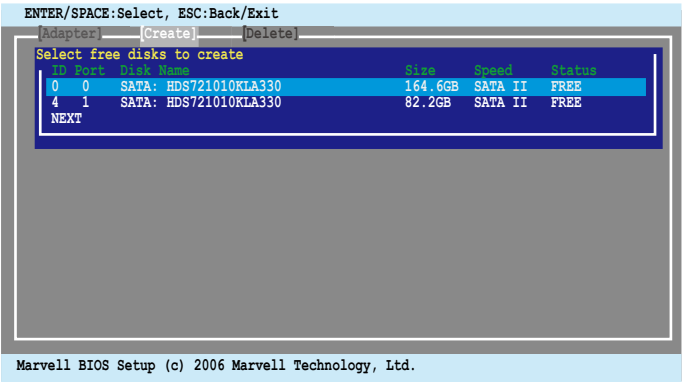 ENTER/SPACE:Select, ESC:Back/Exit
[Adapter] [Create] [Delete]
Select free disks to create
ID Port Disk Name Size Speed Status
0 0 SATA: HDS721010KLA330 164.6GB SATA II FREE
4 1 SATA: HDS721010KLA330 82.2GB SATA II FREE
NEXT
Marvell BIOS Setup (c) 2006 Marvell Technology, Ltd.